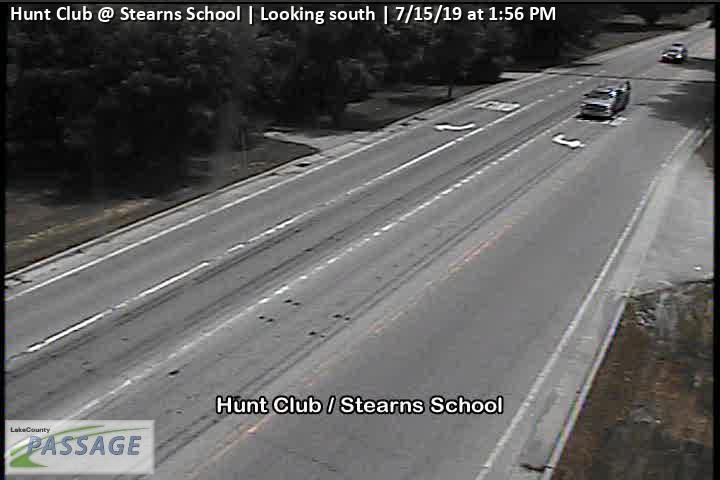 Hunt Club @ Stearns School | Looking south | 7/15/19 at 1:56 PM
Hunt Club / Stearns School
LakeCounty
PASSAGE